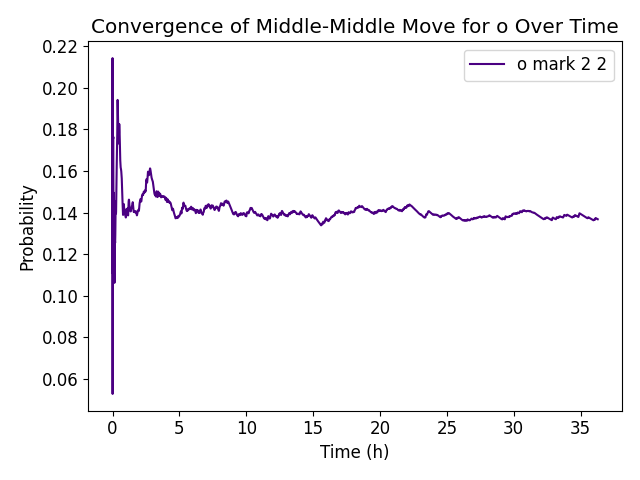 Convergence of Middle-Middle Move for o Over Time
o mark 2 2
Probability
0.22
0.20
0.18
0.16
0.14
0.12
0.10
0.08
0.06
0 5 10 15 20 25 30 35
Time (h)